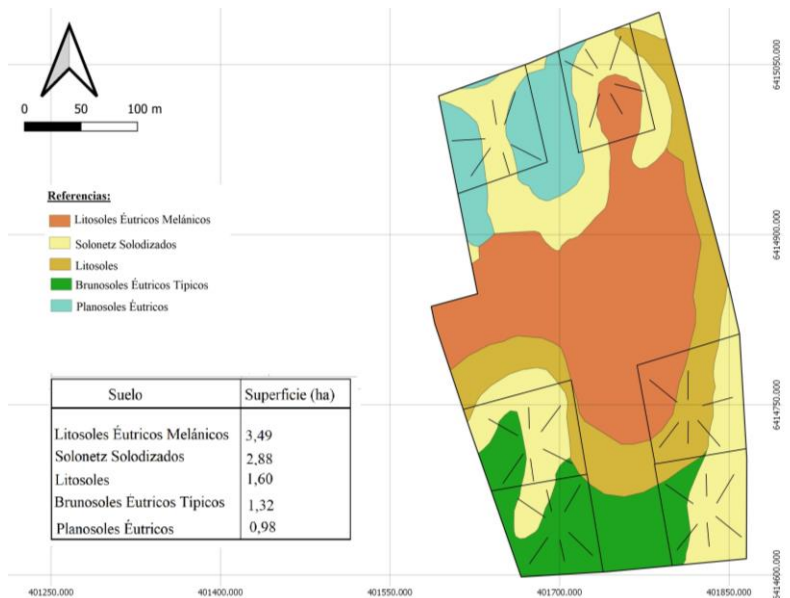 0 50 100 m
Referencias:
Litosoles Éutricos Melánicos
Solonetz Solodizados
Litosoles
Brunosoles Éutricos Típicos
Planosoles Éutricos
Suelo Superficie (ha)
Litosoles Éutricos Melánicos 3,49
Solonetz Solodizados 2,88
Litosoles 1,60
Brunosoles Éutricos Típicos 1,32
Planosoles Éutricos 0,98
6415050.000
6414900.000
6414750.000
6414600.000
401250.000 401400.000 401550.000 401700.000 401850.000